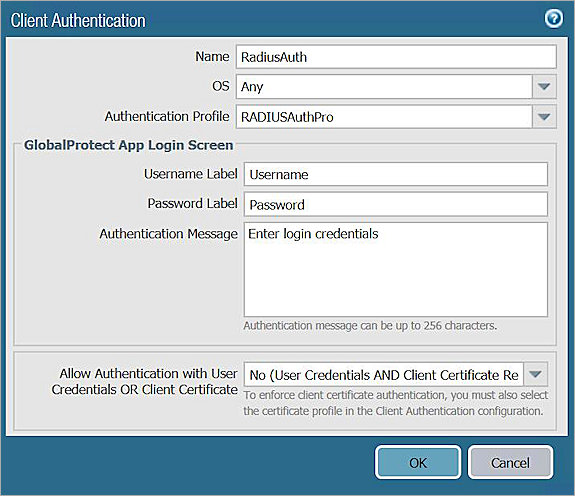 Client Authentication
Name RadiusAuth
OS Any
Authentication Profile RADIUSAuthPro
GlobalProtect App Login Screen
Username Label Username
Password Label Password
Authentication Message Enter login credentials
Authentication message can be up to 256 characters.
Allow Authentication with User
Credentials OR Client Certificate
No (User Credentials AND Client Certificate Re
To enforce client certificate authentication, you must also select
the certificate profile in the Client Authentication configuration.
OK Cancel